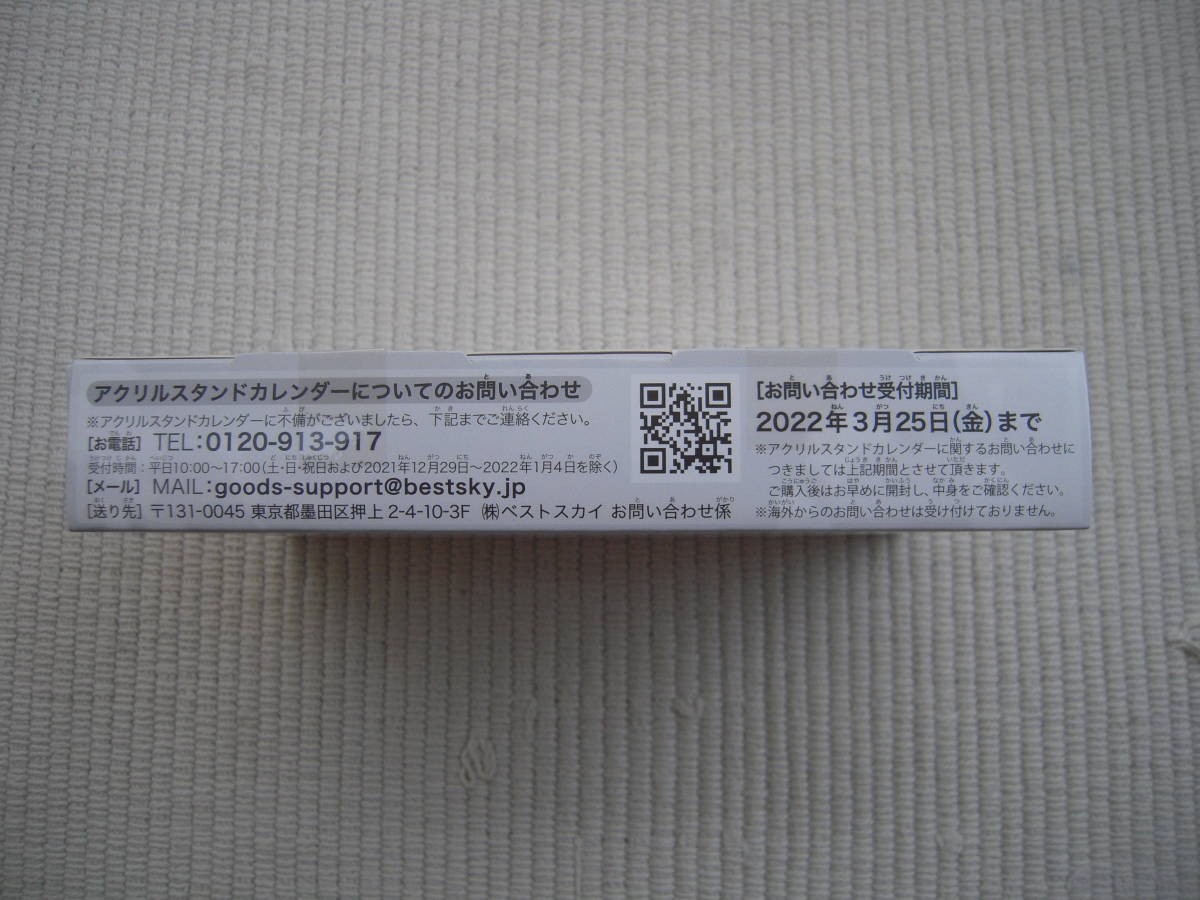 アクリルスタンドカレンダーについてのお問い合わせ
※アクリルスタンドカレンダーに不備がございましたら、下記までご連絡ください。
[お電話] TEL:0120-913-917
受付時間：平日10:00〜17:00(土・日・祝日および2021年12月29日〜2022年1月4日を除く)
[メール] MAIL:goods-support@bestsky.jp
[送り先] 〒131-0045 東京都墨田区押上 2-4-10-3F ㈱ベストスカイ お問い合わせ係
[お問い合わせ受付期間]
2022年3月25日(金)まで
※アクリルスタンドカレンダーに関するお問い合わせに
つきましては上記期間とさせて頂きます。
ご購入後はお早めに開封し、中身をご確認ください。
※海外からのお問い合わせは受け付けておりません。